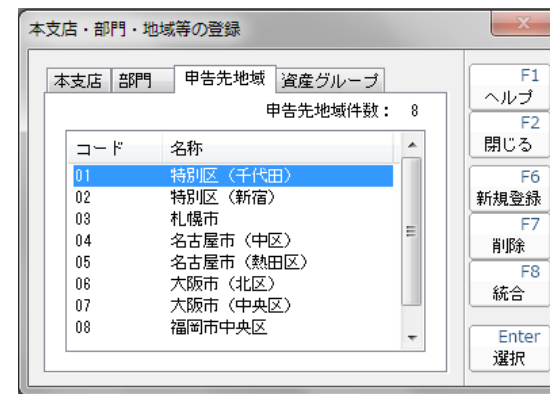 本支店・部門・地域等の登録
本支店 部門 申告先地域 資産グループ
申告先地域件数： 8
コード 名称
01 特別区（千代田）
02 特別区（新宿）
03 札幌市
04 名古屋市（中区）
05 名古屋市（熱田区）
06 大阪市（北区）
07 大阪市（中央区）
08 福岡市中央区
F1
ヘルプ
F2
閉じる
F6
新規登録
F7
削除
F8
統合
Enter
選択